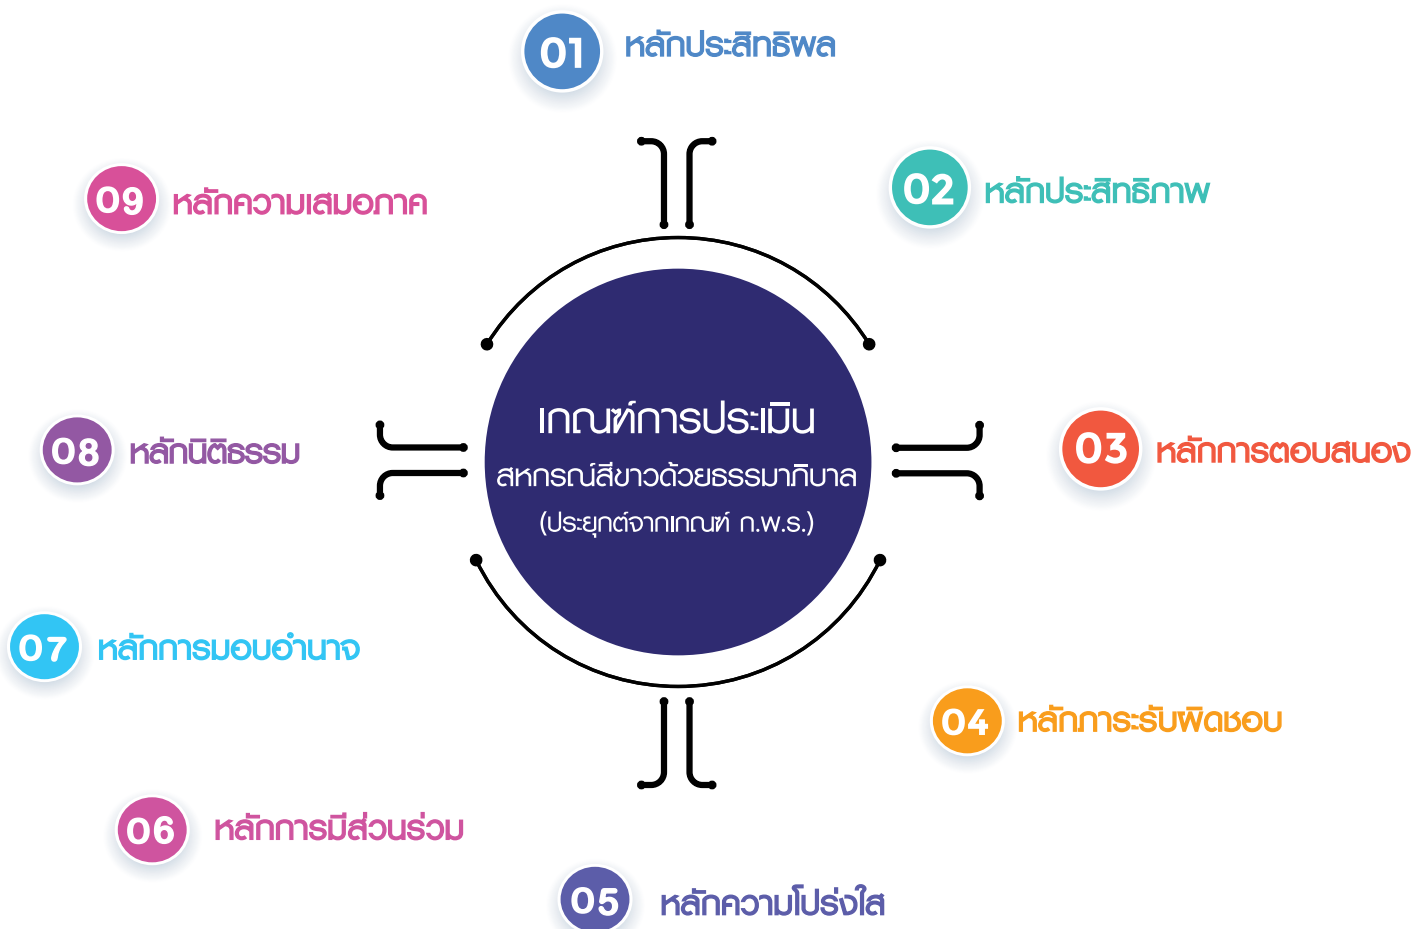 01 หลักประสิทธิผล
02 หลักประสิทธิภาพ
03 หลักการตอบสนอง
04 หลักภาระรับผิดชอบ
05 หลักความโปร่งใส
06 หลักการมีส่วนร่วม
07 หลักการมอบอำนาจ
08 หลักนิติธรรม
09 หลักความเสมอภาค
เกณฑ์การประเมิน
สหกรณ์สีขาวด้วยธรรมาภิบาล
(ประยุกต์จากเกณฑ์ ก.พ.ร.)